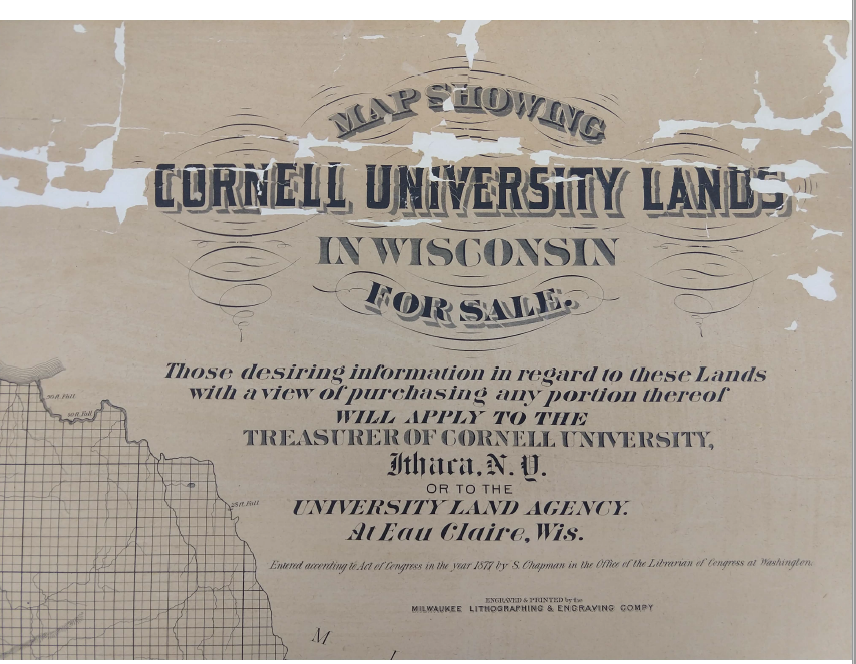 MAP SHOWING
CORNELL UNIVERSITY LANDS
IN WISCONSIN
FOR SALE.
Those desiring information in regard to these Lands
with a view of purchasing any portion thereof
WILL APPLY TO THE
TREASURER OF CORNELL UNIVERSITY,
Ithaca, N. Y.
OR TO THE
UNIVERSITY LAND AGENCY.
At Eau Claire, Wis.
Entered according to Act of Congress in the year 1877 by S. Chapman in the Office of the Librarian of Congress at Washington.
ENGRAVED & PRINTED by the
MILWAUKEE LITHOGRAPHING & ENGRAVING COMPY
M